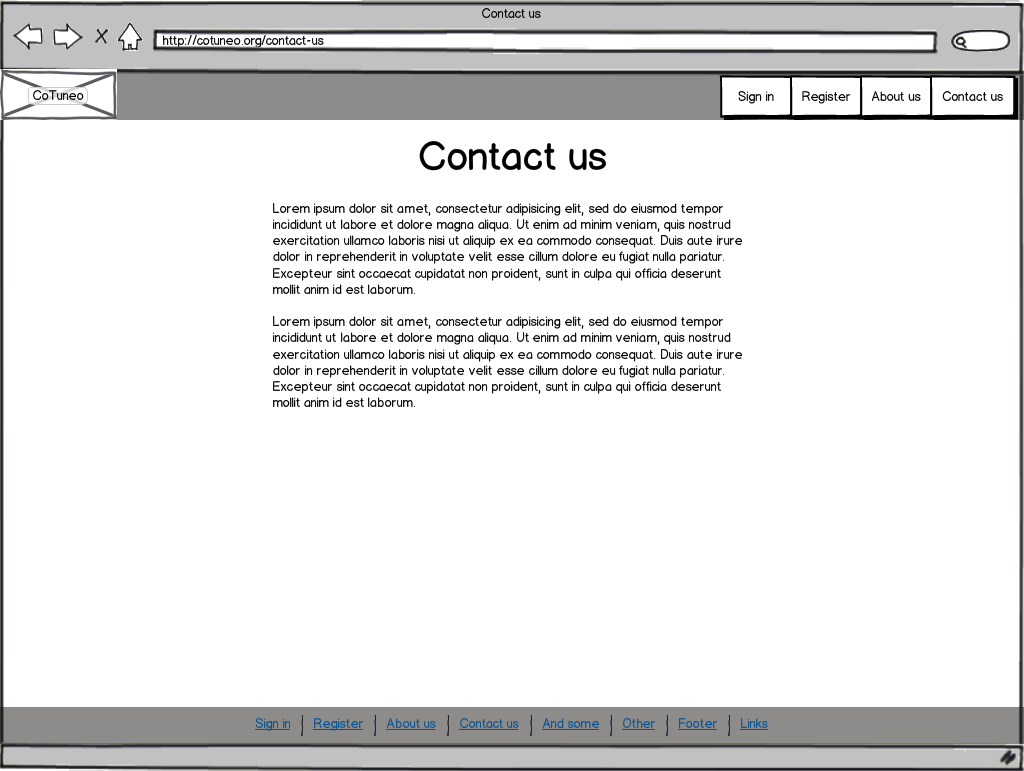 Contact us
http://cotuneo.org/contact-us
CoTuneo
Sign in
Register
About us
Contact us
Contact us
Lorem ipsum dolor sit amet, consectetur adipisicing elit, sed do eiusmod tempor
incididunt ut labore et dolore magna aliqua. Ut enim ad minim veniam, quis nostrud
exercitation ullamco laboris nisi ut aliquip ex ea commodo consequat. Duis aute irure
dolor in reprehenderit in voluptate velit esse cillum dolore eu fugiat nulla pariatur.
Excepteur sint occaecat cupidatat non proident, sunt in culpa qui officia deserunt
mollit anim id est laborum.
Lorem ipsum dolor sit amet, consectetur adipisicing elit, sed do eiusmod tempor
incididunt ut labore et dolore magna aliqua. Ut enim ad minim veniam, quis nostrud
exercitation ullamco laboris nisi ut aliquip ex ea commodo consequat. Duis aute irure
dolor in reprehenderit in voluptate velit esse cillum dolore eu fugiat nulla pariatur.
Excepteur sint occaecat cupidatat non proident, sunt in culpa qui officia deserunt
mollit anim id est laborum.
Sign in
Register
About us
Contact us
And some
Other
Footer
Links